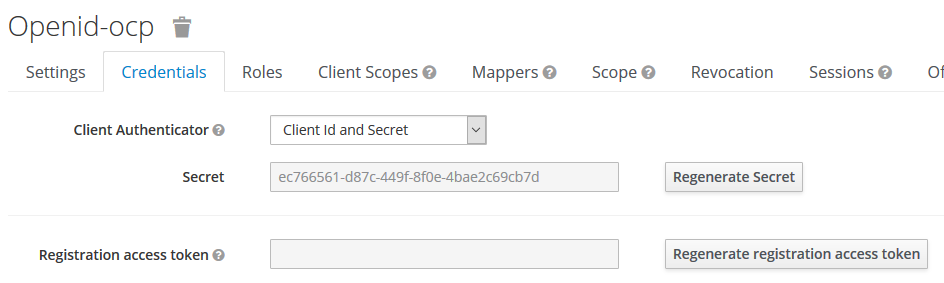 Openid-ocp
Settings Credentials Roles Client Scopes Mappers Scope Revocation Sessions Of
Client Authenticator Client Id and Secret
Secret ec766561-d87c-449f-8f0e-4bae2c69cb7d Regenerate Secret
Registration access token Regenerate registration access token